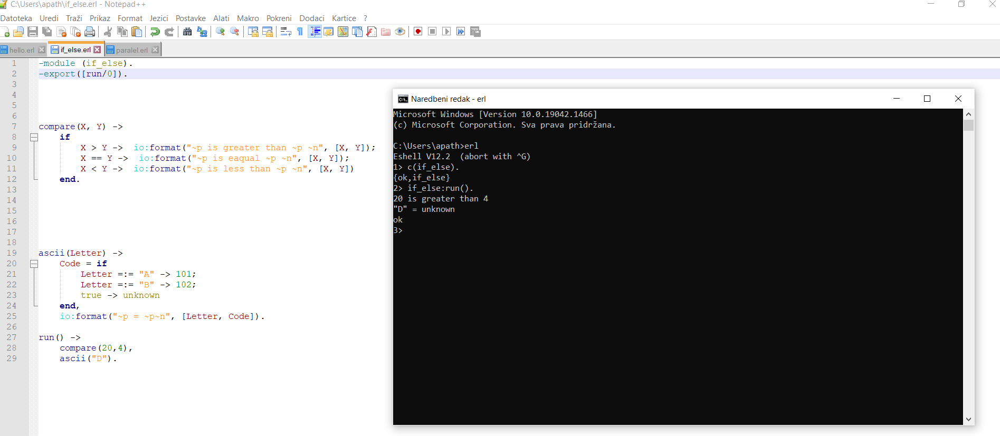 C:\Users\apath\if_else.erl - Notepad++
Datoteka Uredi Traži Prikaz Format Jezici Postavke Alati Makro Pokreni Dodaci Kartice ?
hello.erl if_else.erl paralel.erl
1 -module (if_else).
2 -export([run/0]).
3
4
5
6
7 compare(X, Y) ->
8 if
9 X > Y -> io:format("~p is greater than ~p ~n", [X, Y]);
10 X == Y -> io:format("~p is eaqual ~p ~n", [X, Y]);
11 X < Y -> io:format("~p is less than ~p ~n", [X, Y])
12 end.
13
14
15
16
17
18
19 ascii(Letter) ->
20 Code = if
21 Letter =:= "A" -> 101;
22 Letter =:= "B" -> 102;
23 true -> unknown
24 end,
25 io:format("~p = ~p~n", [Letter, Code]).
26
27 run() ->
28 compare(20,4),
29 ascii("D").
Naredbeni redak - erl
Microsoft Windows [Version 10.0.19042.1466]
(c) Microsoft Corporation. Sva prava pridržana.
C:\Users\apath>erl
Eshell V12.2 (abort with ^G)
1> c(if_else).
{ok,if_else}
2> if_else:run().
20 is greater than 4
"D" = unknown
ok
3>